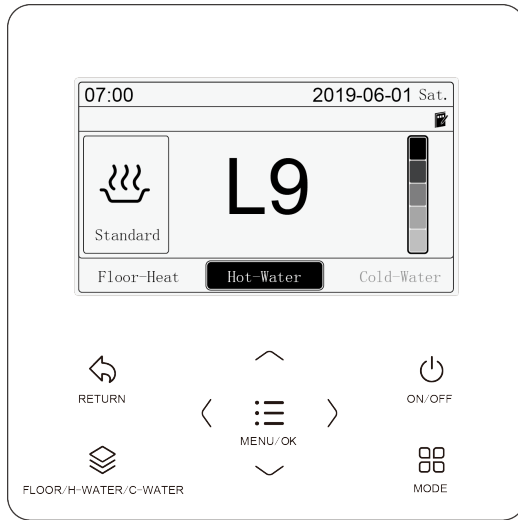 07:00 2019-06-01 Sat.
L9
Standard
Floor-Heat Hot-Water Cold-Water
RETURN ON/OFF
MENU/OK
FLOOR/H-WATER/C-WATER MODE